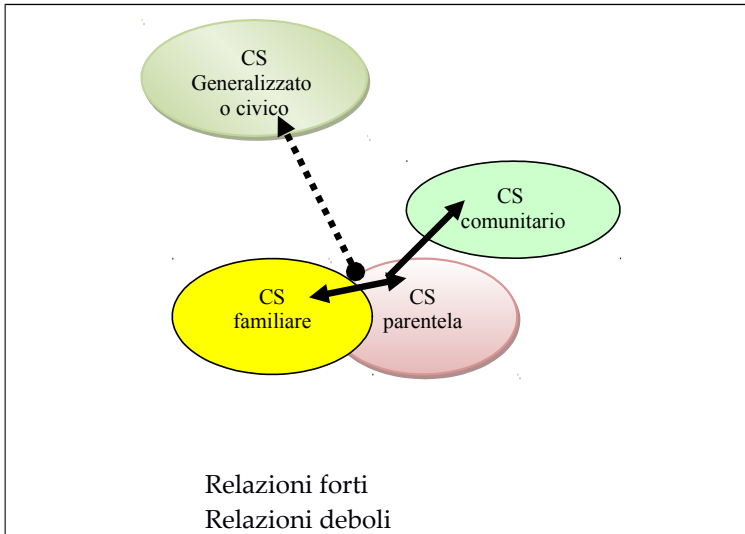 CS
Generalizzato
o civico
CS
comunitario
CS
familiare
CS
parentela
Relazioni forti
Relazioni deboli